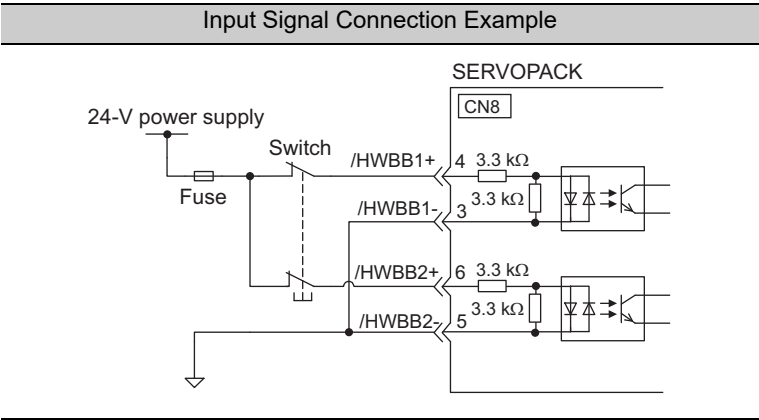 Input Signal Connection Example
SERVOPACK
CN8
24-V power supply
Switch
Fuse
/HWBB1+
4
3.3 kΩ
/HWBB1-
3
3.3 kΩ
/HWBB2+
6
3.3 kΩ
/HWBB2-
5
3.3 kΩ